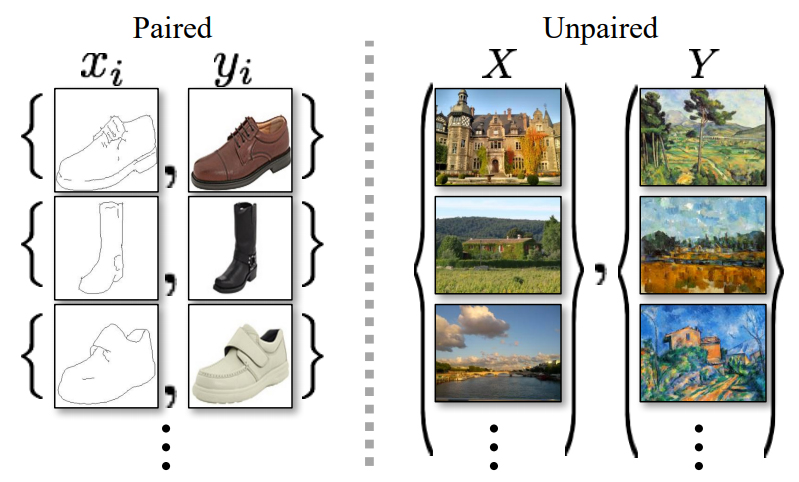 Paired
Unpaired
x_i
y_i
X
Y
{ , }
{ , }
{ , }
{ } , { }